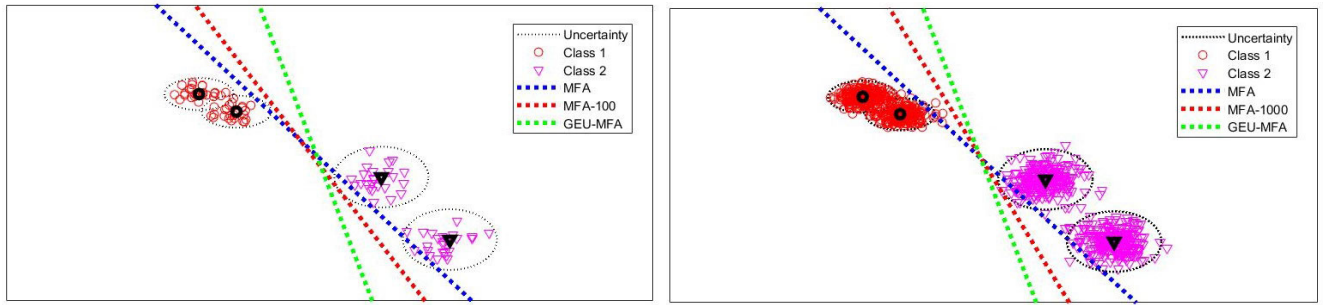 Uncertainty
Class 1
Class 2
MFA
MFA-100
GEU-MFA
Uncertainty
Class 1
Class 2
MFA
MFA-1000
GEU-MFA